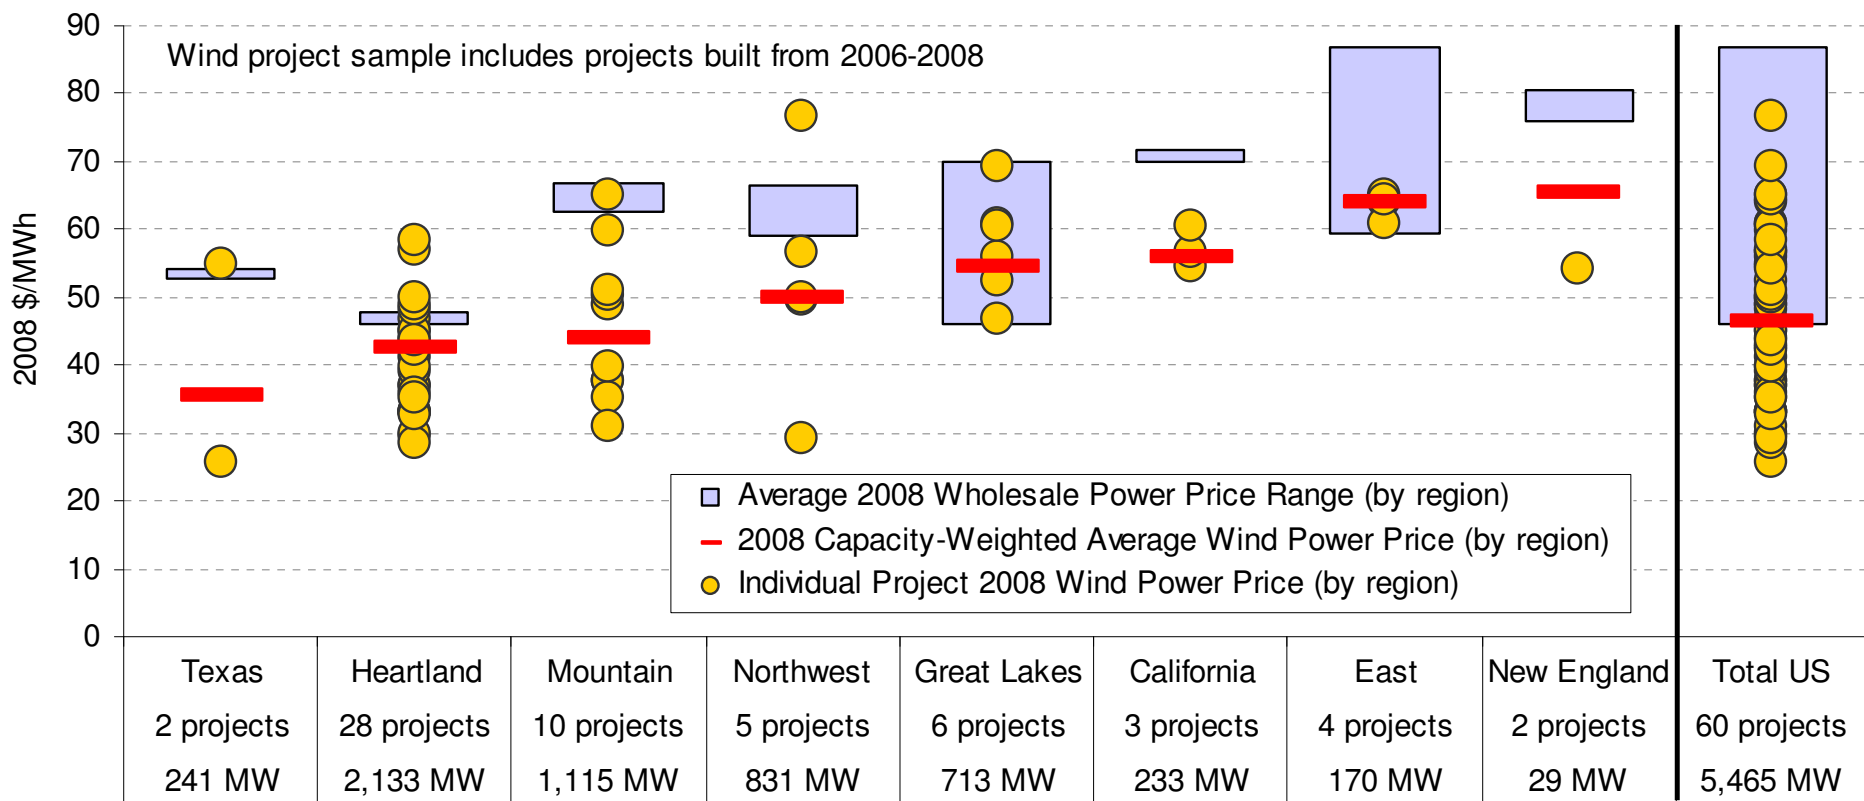 90
Wind project sample includes projects built from 2006-2008
80
70
60
50
40
30
20
10
0
2008 $/MWh
Average 2008 Wholesale Power Price Range (by region)
2008 Capacity-Weighted Average Wind Power Price (by region)
Individual Project 2008 Wind Power Price (by region)
Texas Heartland Mountain Northwest Great Lakes California East New England Total US
2 projects 28 projects 10 projects 5 projects 6 projects 3 projects 4 projects 2 projects 60 projects
241 MW 2,133 MW 1,115 MW 831 MW 713 MW 233 MW 170 MW 29 MW 5,465 MW